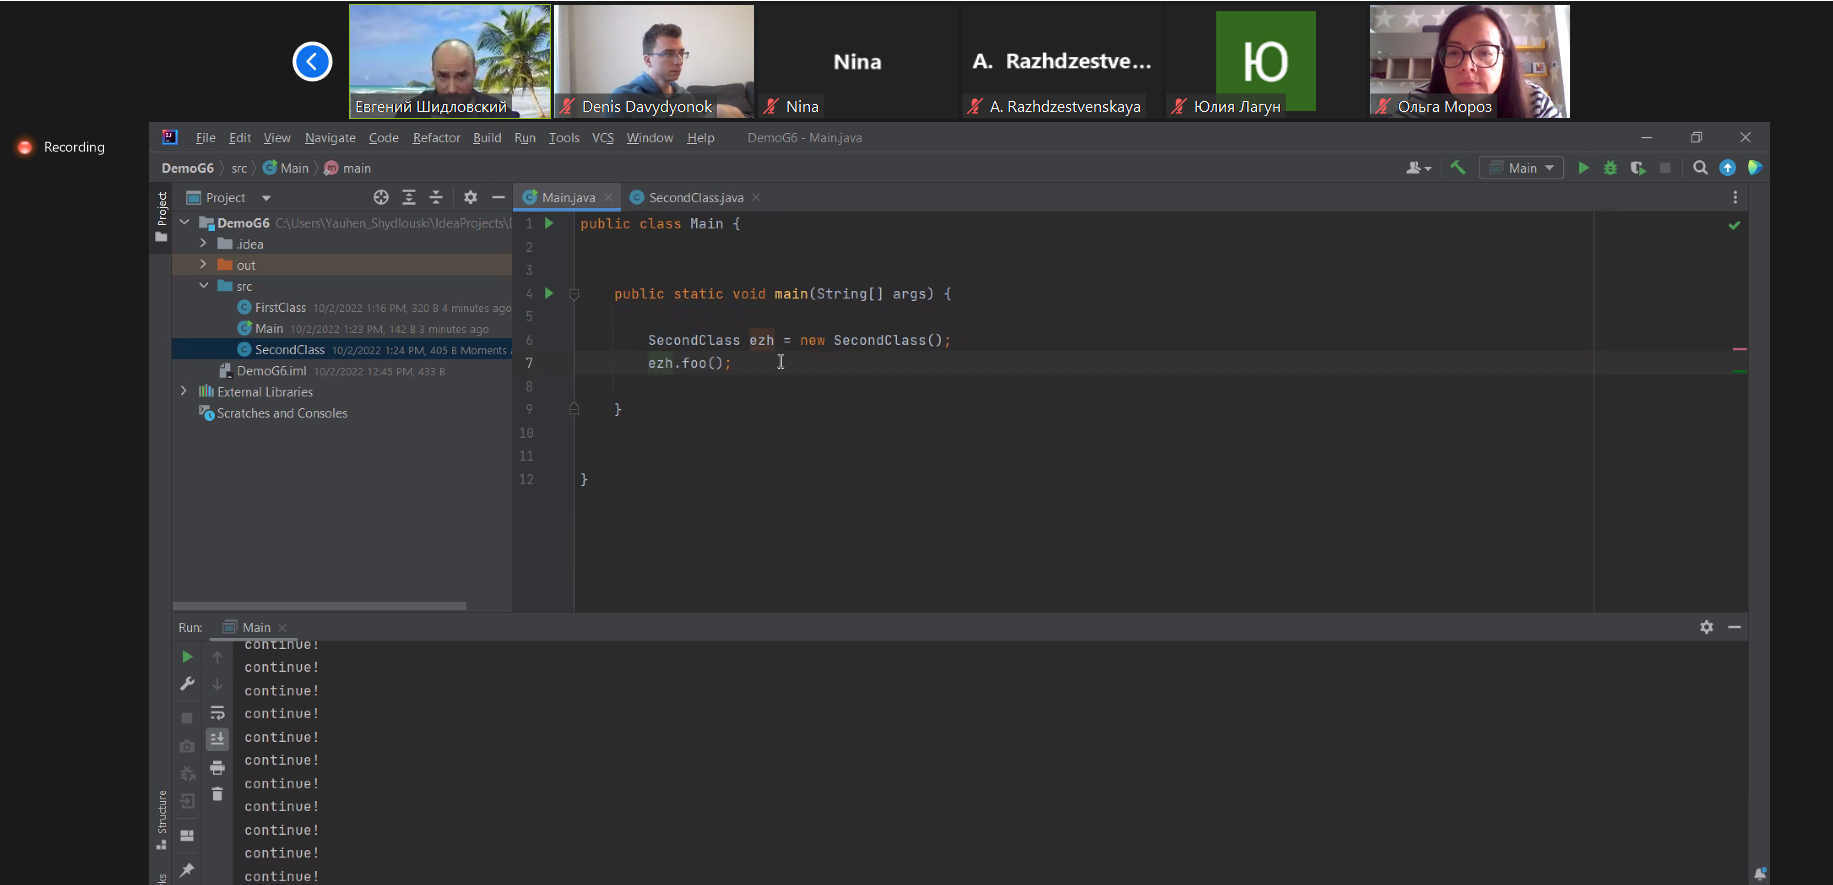 Nina
A. Razhdzestve...
Ю
Евгений Шидловский
Denis Davydyonok
Nina
A. Razhdzestvenskaya
Юлия Лагун
Ольга Мороз
Recording
File Edit View Navigate Code Refactor Build Run Tools VCS Window Help DemoG6 - Main.java
DemoG6 src Main main
Main
Project
Project
Main.java
SecondClass.java
DemoG6 C:\Users\Yauhen_Shydlouski\IdeaProjects\
.idea
out
src
FirstClass 10/2/2022 1:16 PM, 320 B 4 minutes ago
Main 10/2/2022 1:23 PM, 142 B 3 minutes ago
SecondClass 10/2/2022 1:24 PM, 405 B Moments
DemoG6.iml 10/2/2022 12:45 PM, 433 B
External Libraries
Scratches and Consoles
1 public class Main {
2
3
4 public static void main(String[] args) {
5
6 SecondClass ezh = new SecondClass();
7 ezh.foo();
8
9 }
10
11
12 }
Run: Main
continue!
continue!
continue!
continue!
continue!
continue!
continue!
continue!
continue!
continue!
continue!
Structure